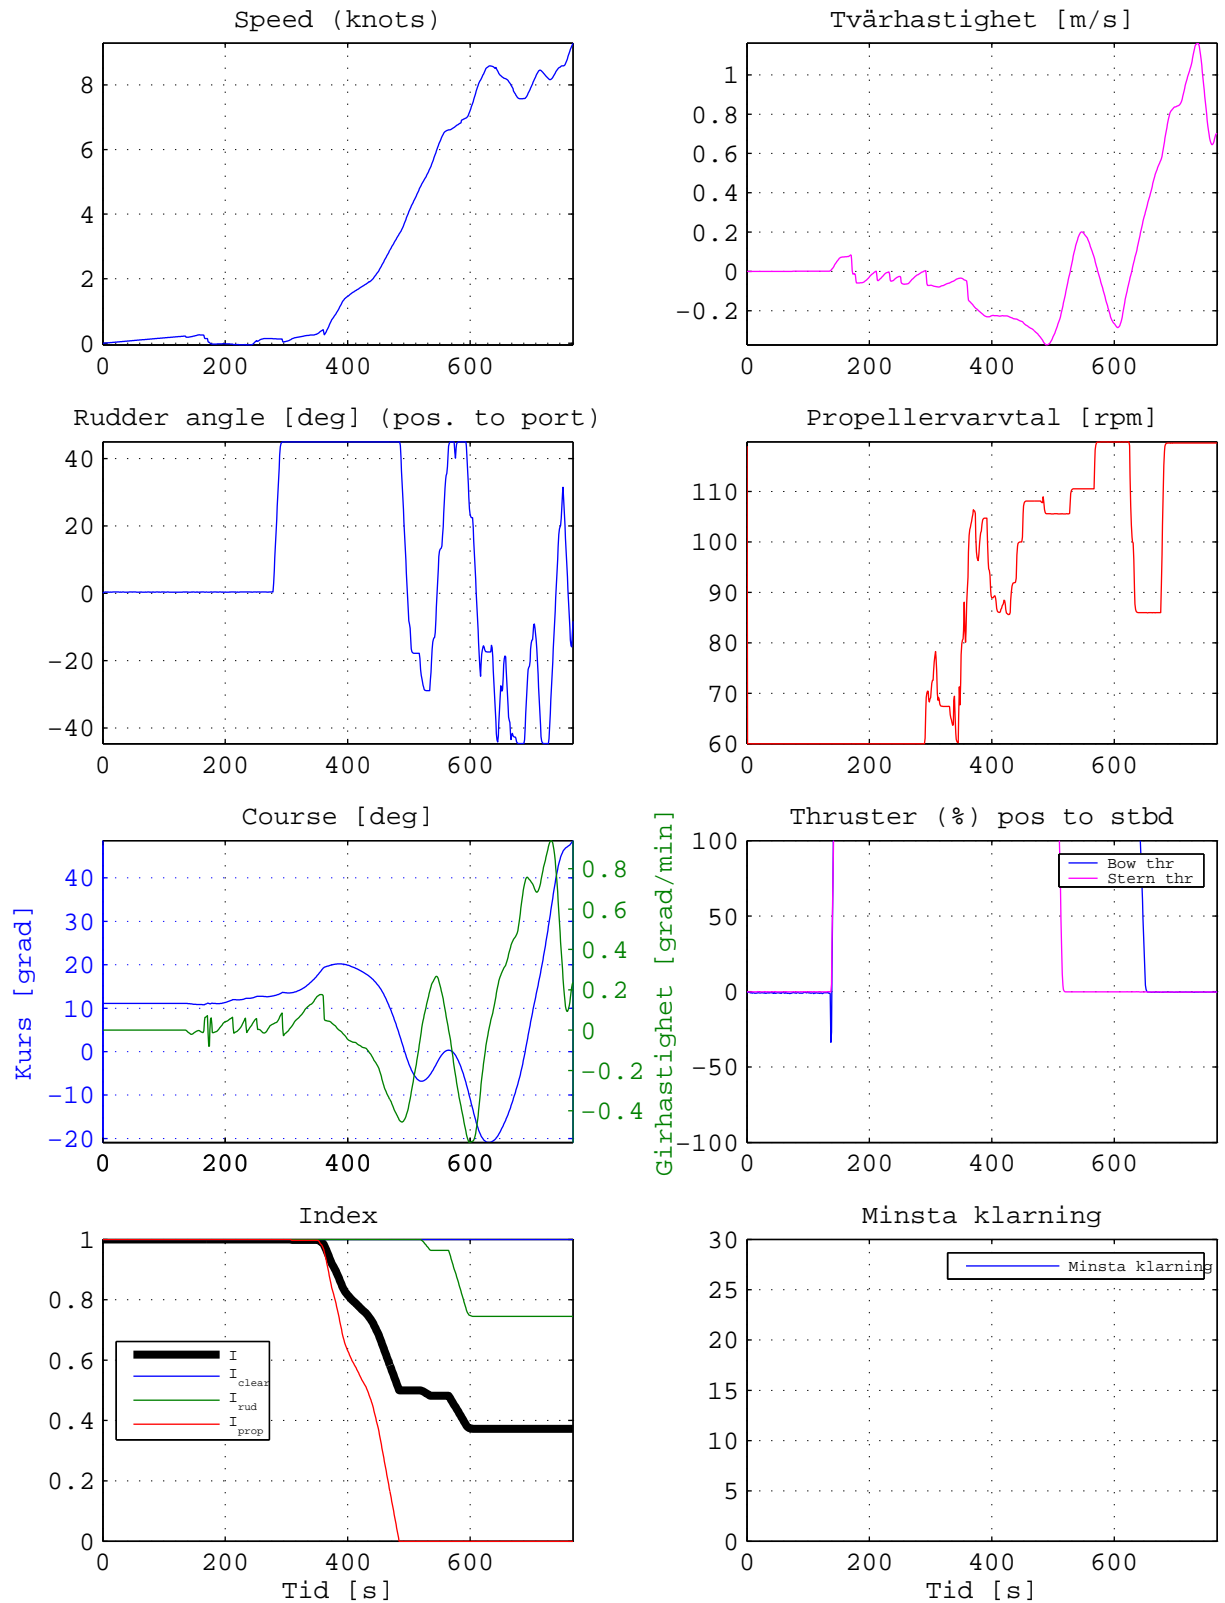 Speed (knots)
8
6
4
2
0
0 200 400 600
Tvärhastighet [m/s]
1
0.8
0.6
0.4
0.2
0
-0.2
0 200 400 600
Rudder angle [deg] (pos. to port)
40
20
0
-20
-40
0 200 400 600
Propellervarvtal [rpm]
110
100
90
80
70
60
0 200 400 600
Course [deg]
Kurs [grad]
40
30
20
10
0
-10
-20
0 200 400 600
0.8
0.6
0.4
0.2
0
-0.2
-0.4
Girhastighet [grad/min]
Thruster (%) pos to stbd
100
50
0
-50
-100
0 200 400 600
Bow thr
Stern thr
Index
1
0.8
0.6
0.4
0.2
0
0 200 400 600
Tid [s]
I
I_clear
I_rud
I_prop
Minsta klarning
30
25
20
15
10
5
0
0 200 400 600
Tid [s]
Minsta klarning